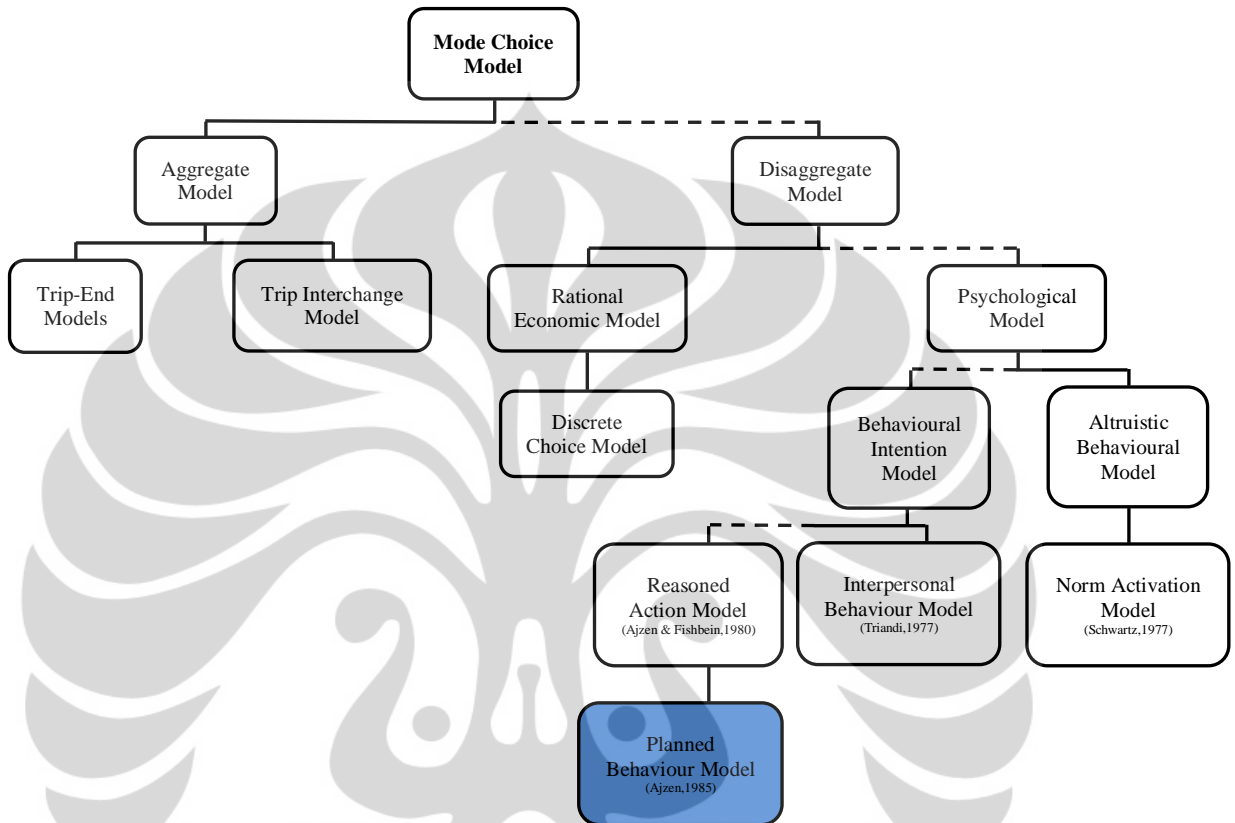 Mode Choice
Model
Aggregate
Model
Disaggregate
Model
Trip-End
Models
Trip Interchange
Model
Rational
Economic Model
Psychological
Model
Discrete
Choice Model
Behavioural
Intention
Model
Altruistic
Behavioural
Model
Reasoned
Action Model
(Ajzen & Fishbein,1980)
Interpersonal
Behaviour Model
(Triandi,1977)
Norm Activation
Model
(Schwartz,1977)
Planned
Behaviour Model
(Ajzen,1985)